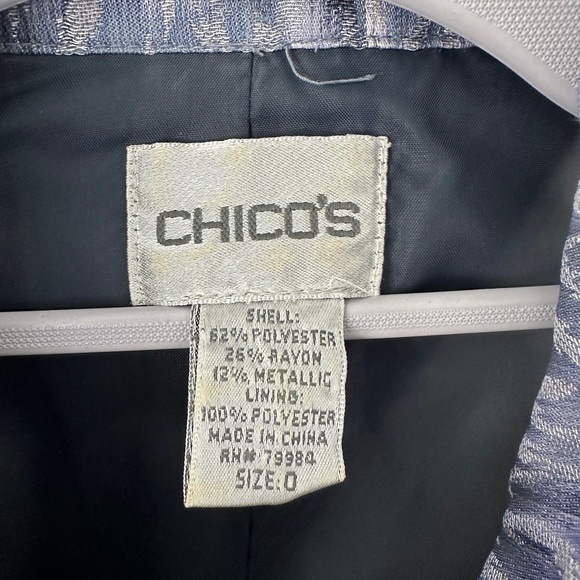 CHICO'S
SHELL:
62% POLYESTER
26% RAYON
12% METALLIC
LINING:
100% POLYESTER
MADE IN CHINA
RN# 79984
SIZE: 0